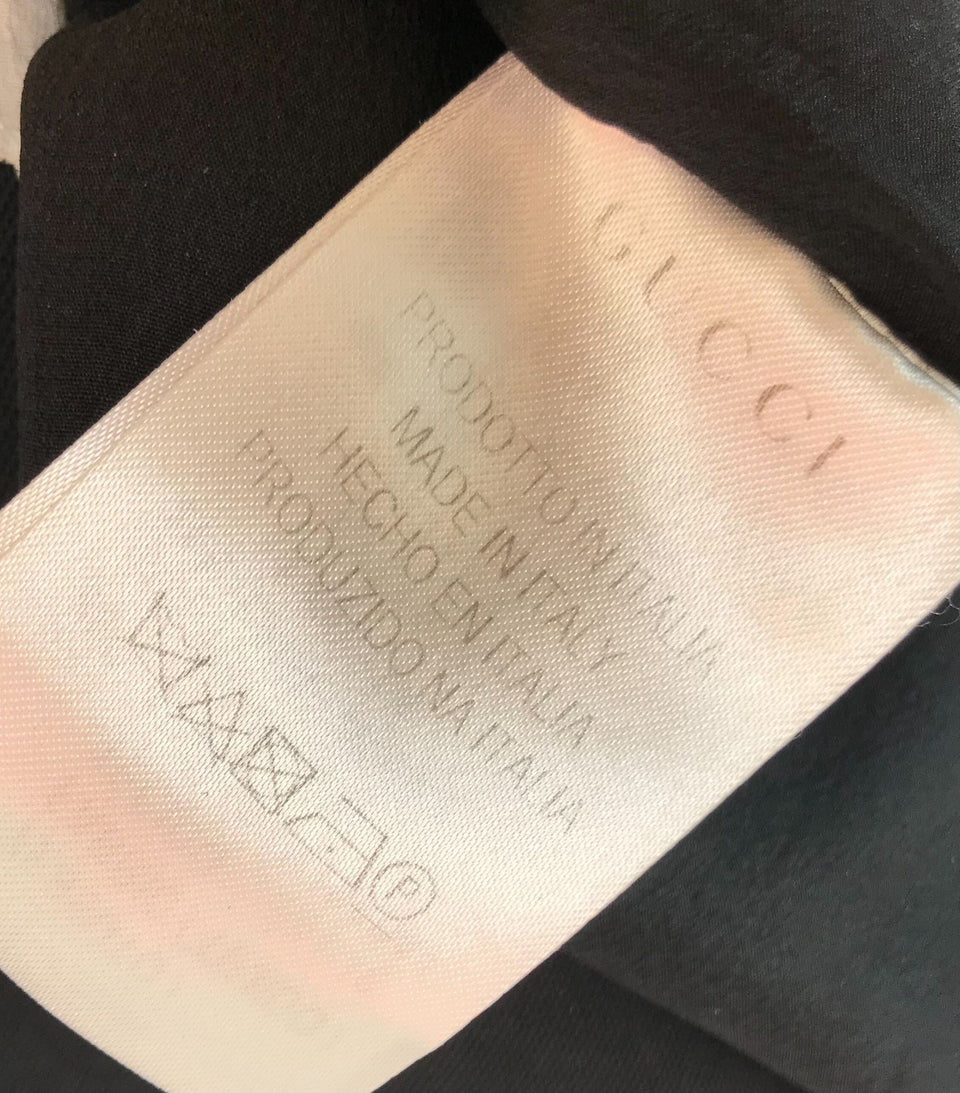 GUCCI
PRODOTTO IN ITALIA
MADE IN ITALY
HECHO EN ITALIA
PRODUZIDO NA ITALIA
P